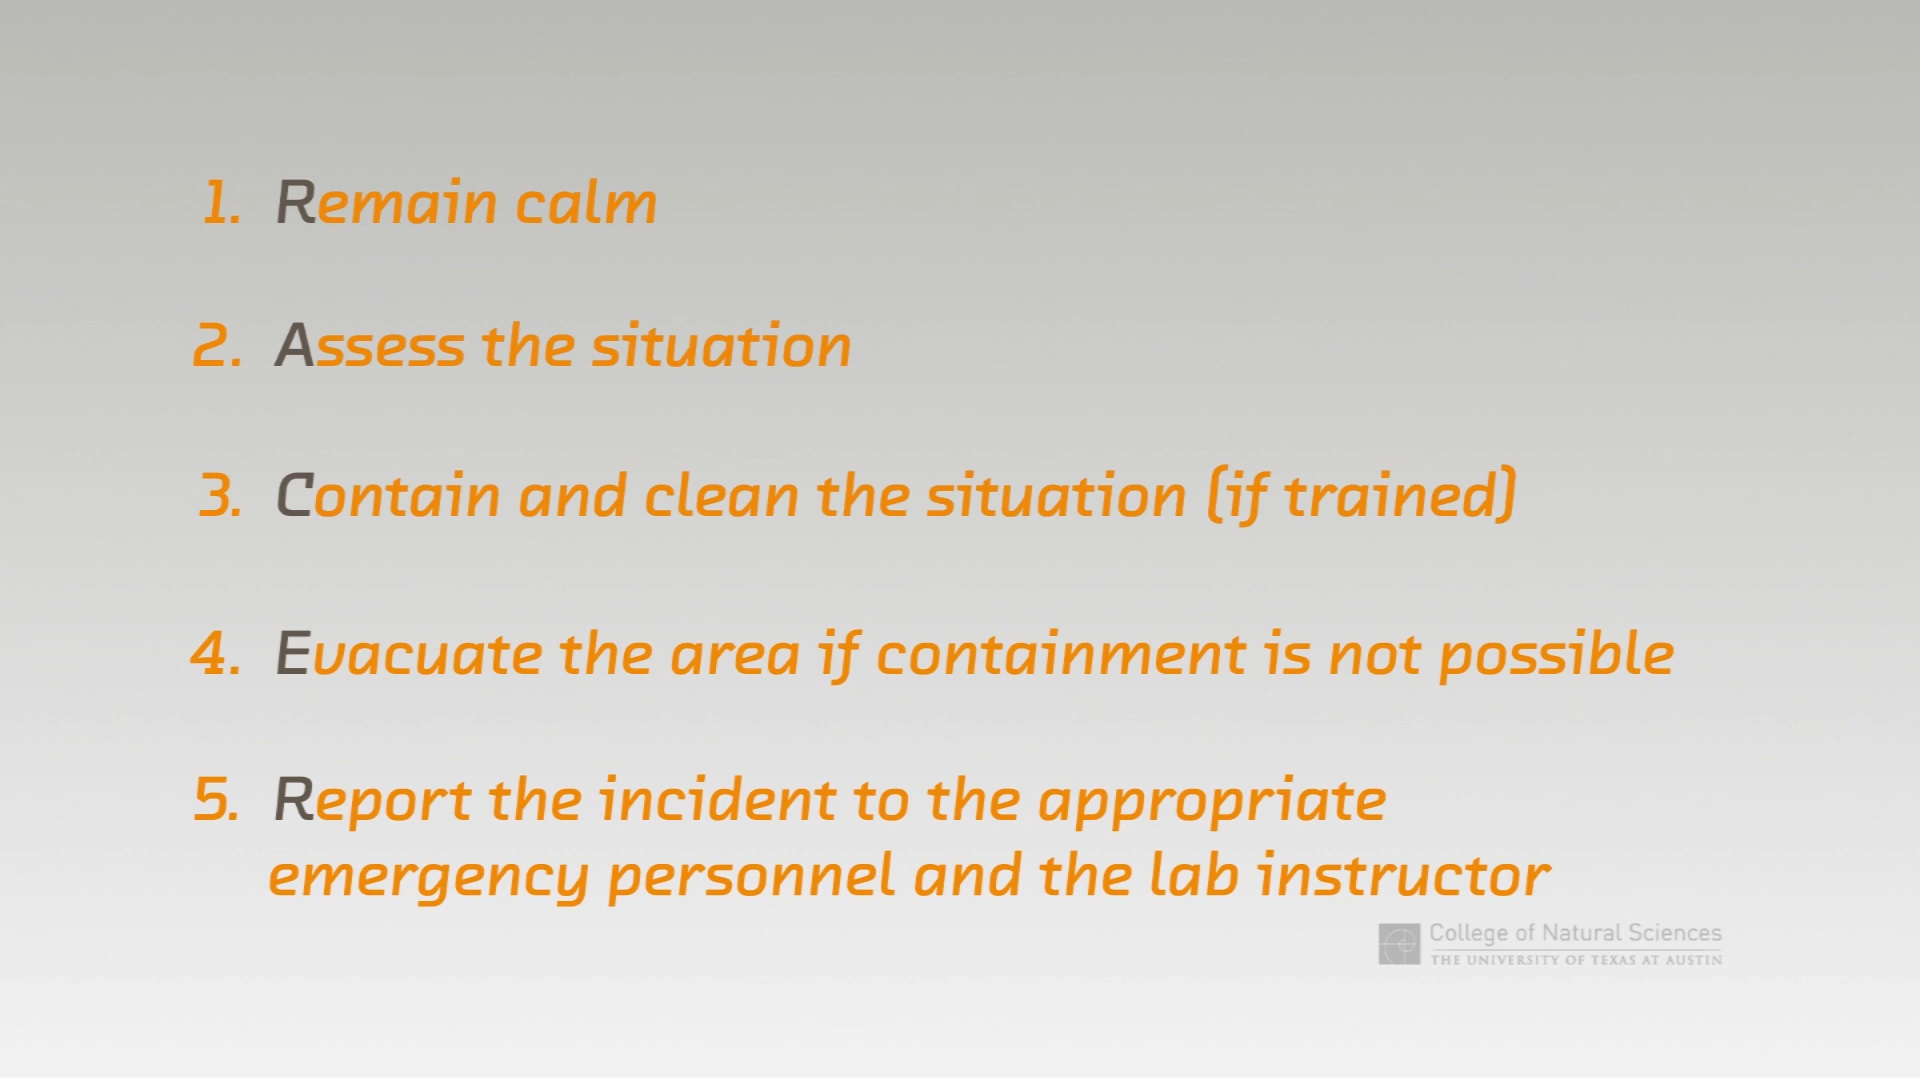 1. Remain calm
2. Assess the situation
3. Contain and clean the situation (if trained)
4. Evacuate the area if containment is not possible
5. Report the incident to the appropriate
emergency personnel and the lab instructor
College of Natural Sciences
THE UNIVERSITY OF TEXAS AT AUSTIN